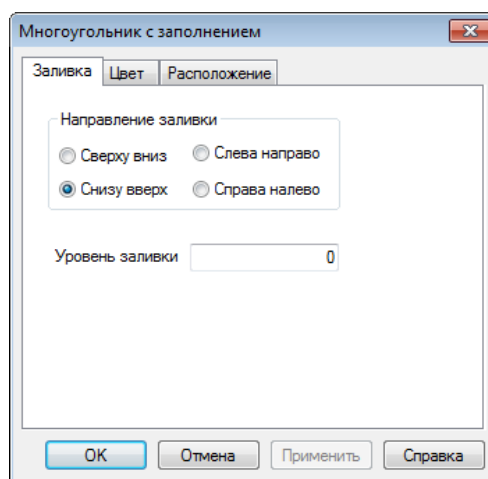 Многоугольник с заполнением
Заливка Цвет Расположение
Направление заливки
Сверху вниз Слева направо
Снизу вверх Справа налево
Уровень заливки 0
OK Отмена Применить Справка